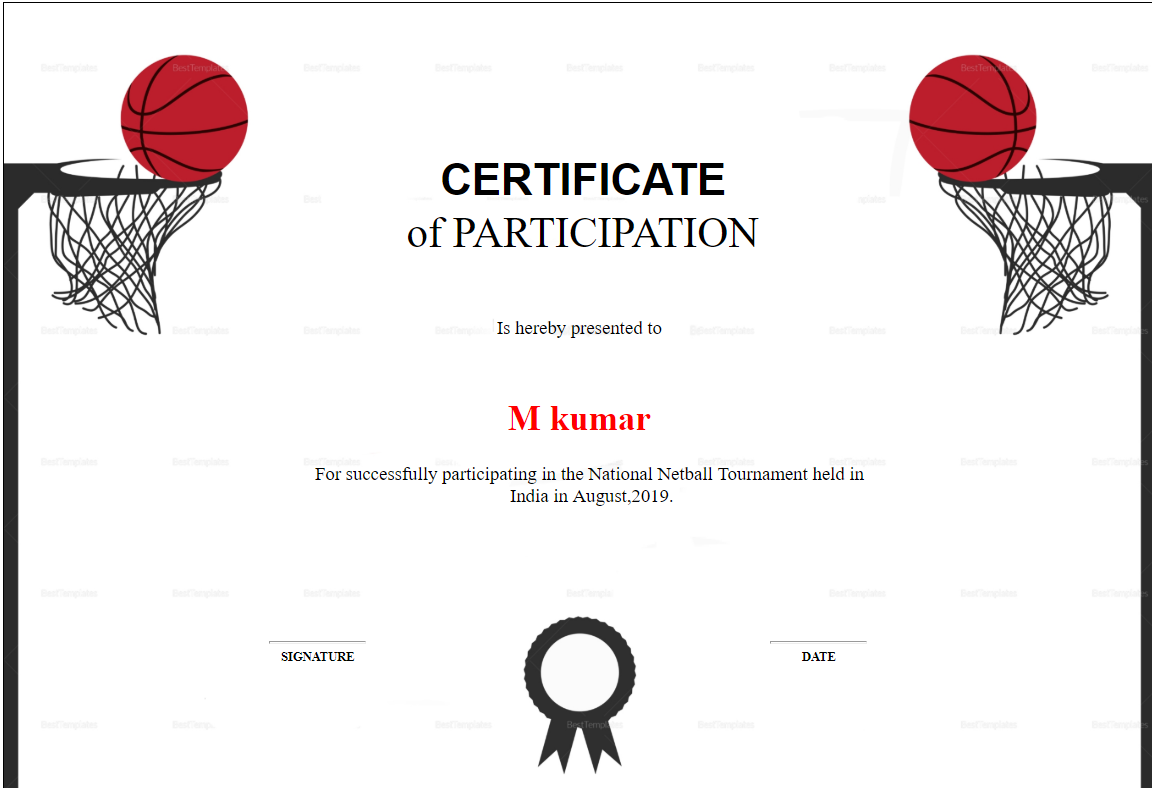 CERTIFICATE
of PARTICIPATION
Is hereby presented to
M kumar
For successfully participating in the National Netball Tournament held in
India in August,2019.
SIGNATURE
DATE
BestTemplates